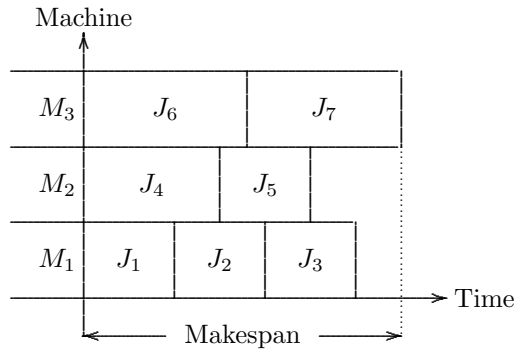 Machine
M₃ J₆ J₇
M₂ J₄ J₅
M₁ J₁ J₂ J₃
Time
Makespan